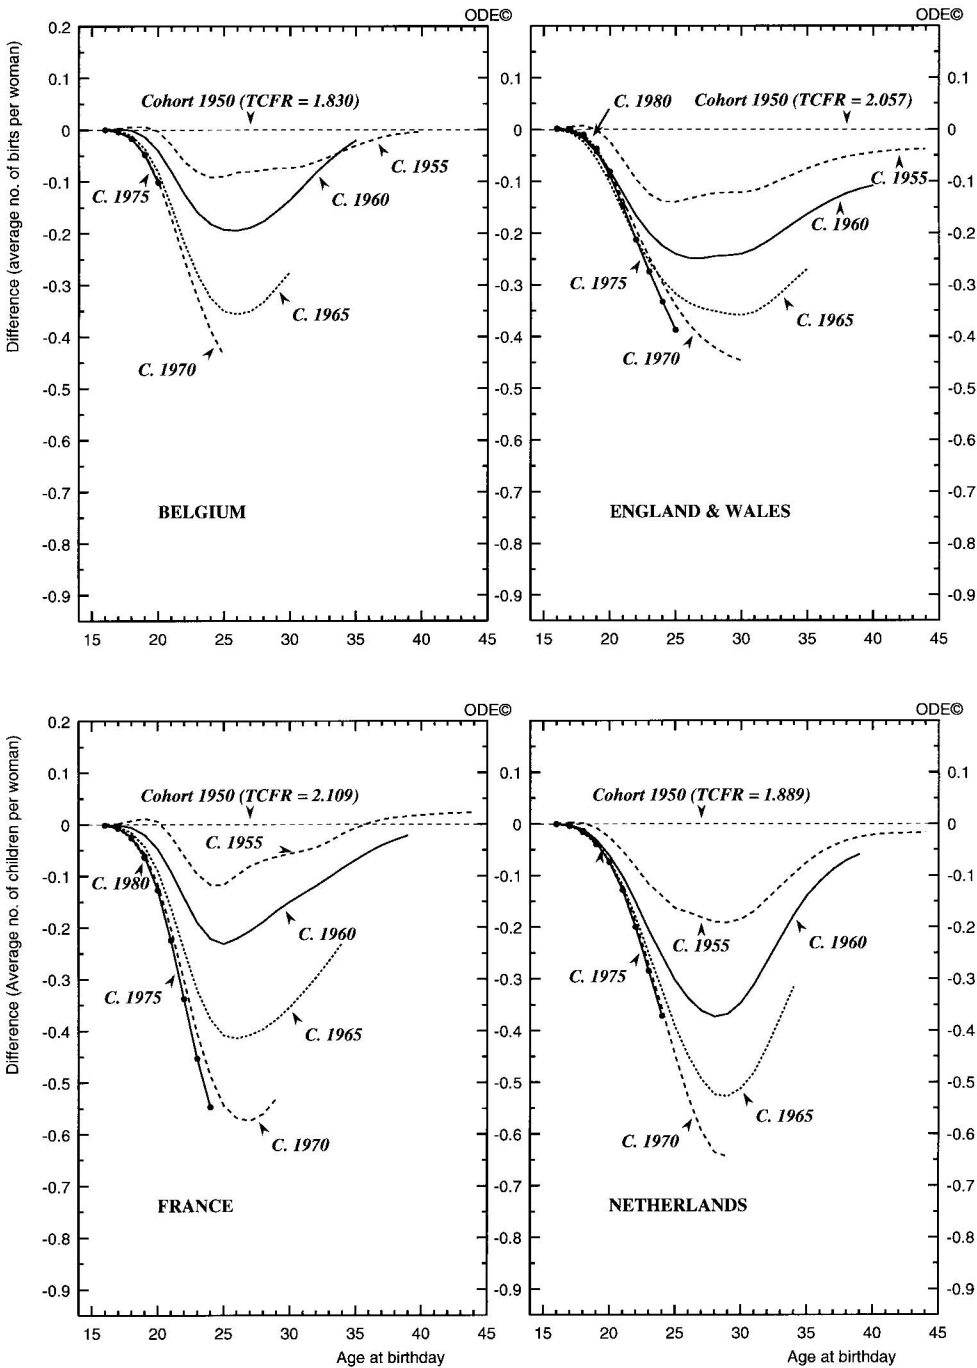 ODE©
ODE©
Difference (average no. of birts per woman)
0.2
0.1
0
-0.1
-0.2
-0.3
-0.4
-0.5
-0.6
-0.7
-0.8
-0.9
Cohort 1950 (TCFR = 1.830)
C. 1955
C. 1975
C. 1960
C. 1965
C. 1970
BELGIUM
15 20 25 30 35 40 45
C. 1980
Cohort 1950 (TCFR = 2.057)
C. 1955
C. 1960
C. 1975
C. 1965
C. 1970
ENGLAND & WALES
0.1
0
-0.1
-0.2
-0.3
-0.4
-0.5
-0.6
-0.7
-0.8
-0.9
15 20 25 30 35 40 45
ODE©
ODE©
Difference (Average no. of children per woman)
0.2
0.1
0
-0.1
-0.2
-0.3
-0.4
-0.5
-0.6
-0.7
-0.8
-0.9
Cohort 1950 (TCFR = 2.109)
C. 1955
C. 1980
C. 1960
C. 1975
C. 1965
C. 1970
FRANCE
15 20 25 30 35 40 45
Age at birthday
Cohort 1950 (TCFR = 1.889)
C. 1955
C. 1960
C. 1975
C. 1965
C. 1970
NETHERLANDS
0.1
0
-0.1
-0.2
-0.3
-0.4
-0.5
-0.6
-0.7
-0.8
-0.9
15 20 25 30 35 40 45
Age at birthday